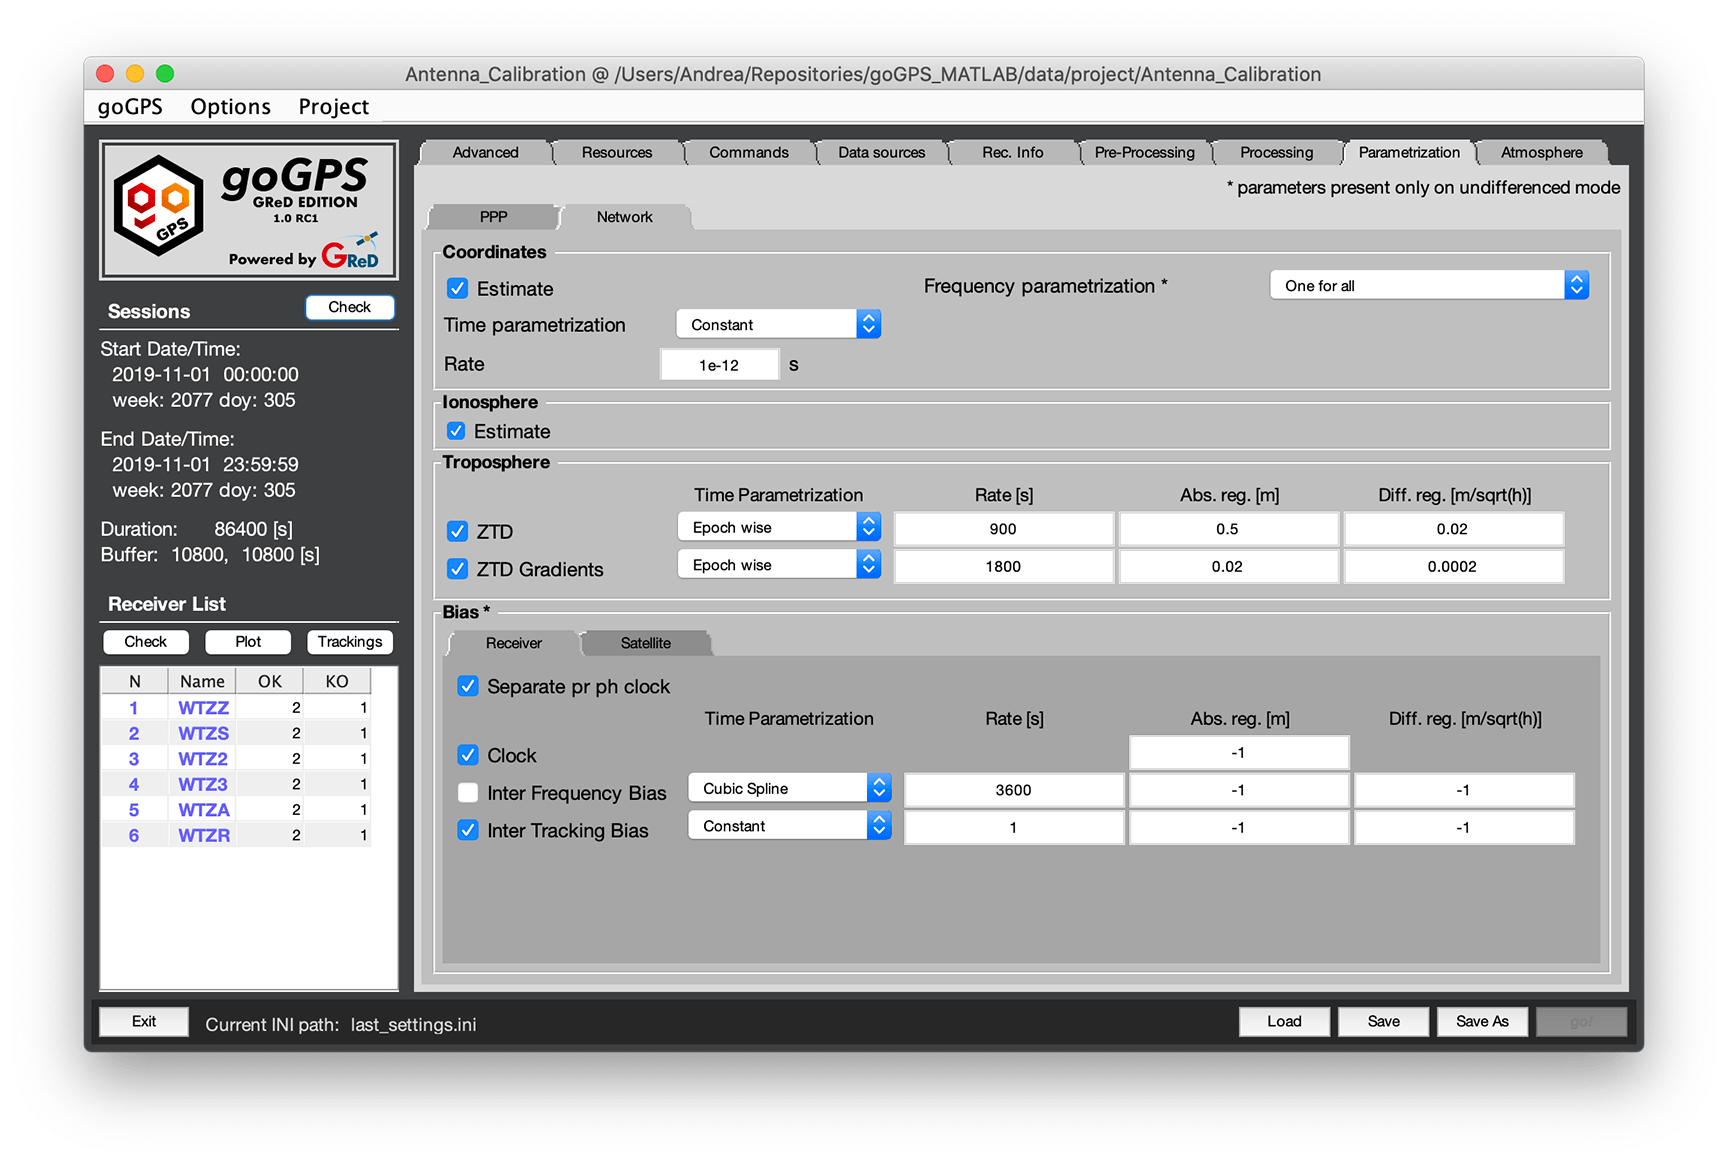 Antenna_Calibration @ /Users/Andrea/Repositories/goGPS_MATLAB/data/project/Antenna_Calibration
goGPS Options Project
go
g
GPS
goGPS
GReD EDITION
1.0 RC1
Powered by GReD
Sessions Check
Start Date/Time:
2019-11-01 00:00:00
week: 2077 doy: 305
End Date/Time:
2019-11-01 23:59:59
week: 2077 doy: 305
Duration: 86400 [s]
Buffer: 10800, 10800 [s]
Receiver List
Check Plot Trackings
N Name OK KO
1 WTZZ 2 1
2 WTZS 2 1
3 WTZ2 2 1
4 WTZ3 2 1
5 WTZA 2 1
6 WTZR 2 1
Advanced Resources Commands Data sources Rec. Info Pre-Processing Processing Parametrization Atmosphere
* parameters present only on undifferenced mode
PPP Network
Coordinates
Estimate Frequency parametrization * One for all
Time parametrization Constant
Rate 1e-12 s
Ionosphere
Estimate
Troposphere
Time Parametrization Rate [s] Abs. reg. [m] Diff. reg. [m/sqrt(h)]
ZTD Epoch wise 900 0.5 0.02
ZTD Gradients Epoch wise 1800 0.02 0.0002
Bias *
Receiver Satellite
Separate pr ph clock
Time Parametrization Rate [s] Abs. reg. [m] Diff. reg. [m/sqrt(h)]
Clock -1
Inter Frequency Bias Cubic Spline 3600 -1 -1
Inter Tracking Bias Constant 1 -1 -1
Exit Current INI path: last_settings.ini Load Save Save As go!